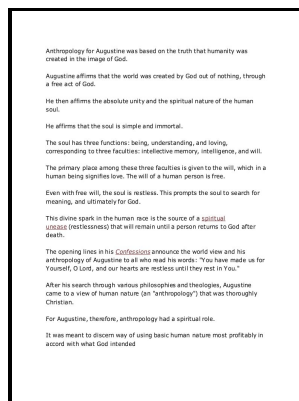 Anthropology for Augustine was based on the truth that humanity was
created in the image of God.
Augustine affirms that the world was created by God out of nothing, through
a free act of God.
He then affirms the absolute unity and the spiritual nature of the human
soul.
He affirms that the soul is simple and immortal.
The soul has three functions: being, understanding, and loving,
corresponding to three faculties: intellective memory, intelligence, and will.
The primary place among these three faculties is given to the will, which in a
human being signifies love. The will of a human person is free.
Even with free will, the soul is restless. This prompts the soul to search for
meaning, and ultimately for God.
This divine spark in the human race is the source of a spiritual
unease (restlessness) that will remain until a person returns to God after
death.
The opening lines in his Confessions announce the world view and his
anthropology of Augustine to all who read his words: "You have made us for
Yourself, O Lord, and our hearts are restless until they rest in You."
After his search through various philosophies and theologies, Augustine
came to a view of human nature (an "anthropology") that was thoroughly
Christian.
For Augustine, therefore, anthropology had a spiritual role.
It was meant to discern way of using basic human nature most profitably in
accord with what God intended